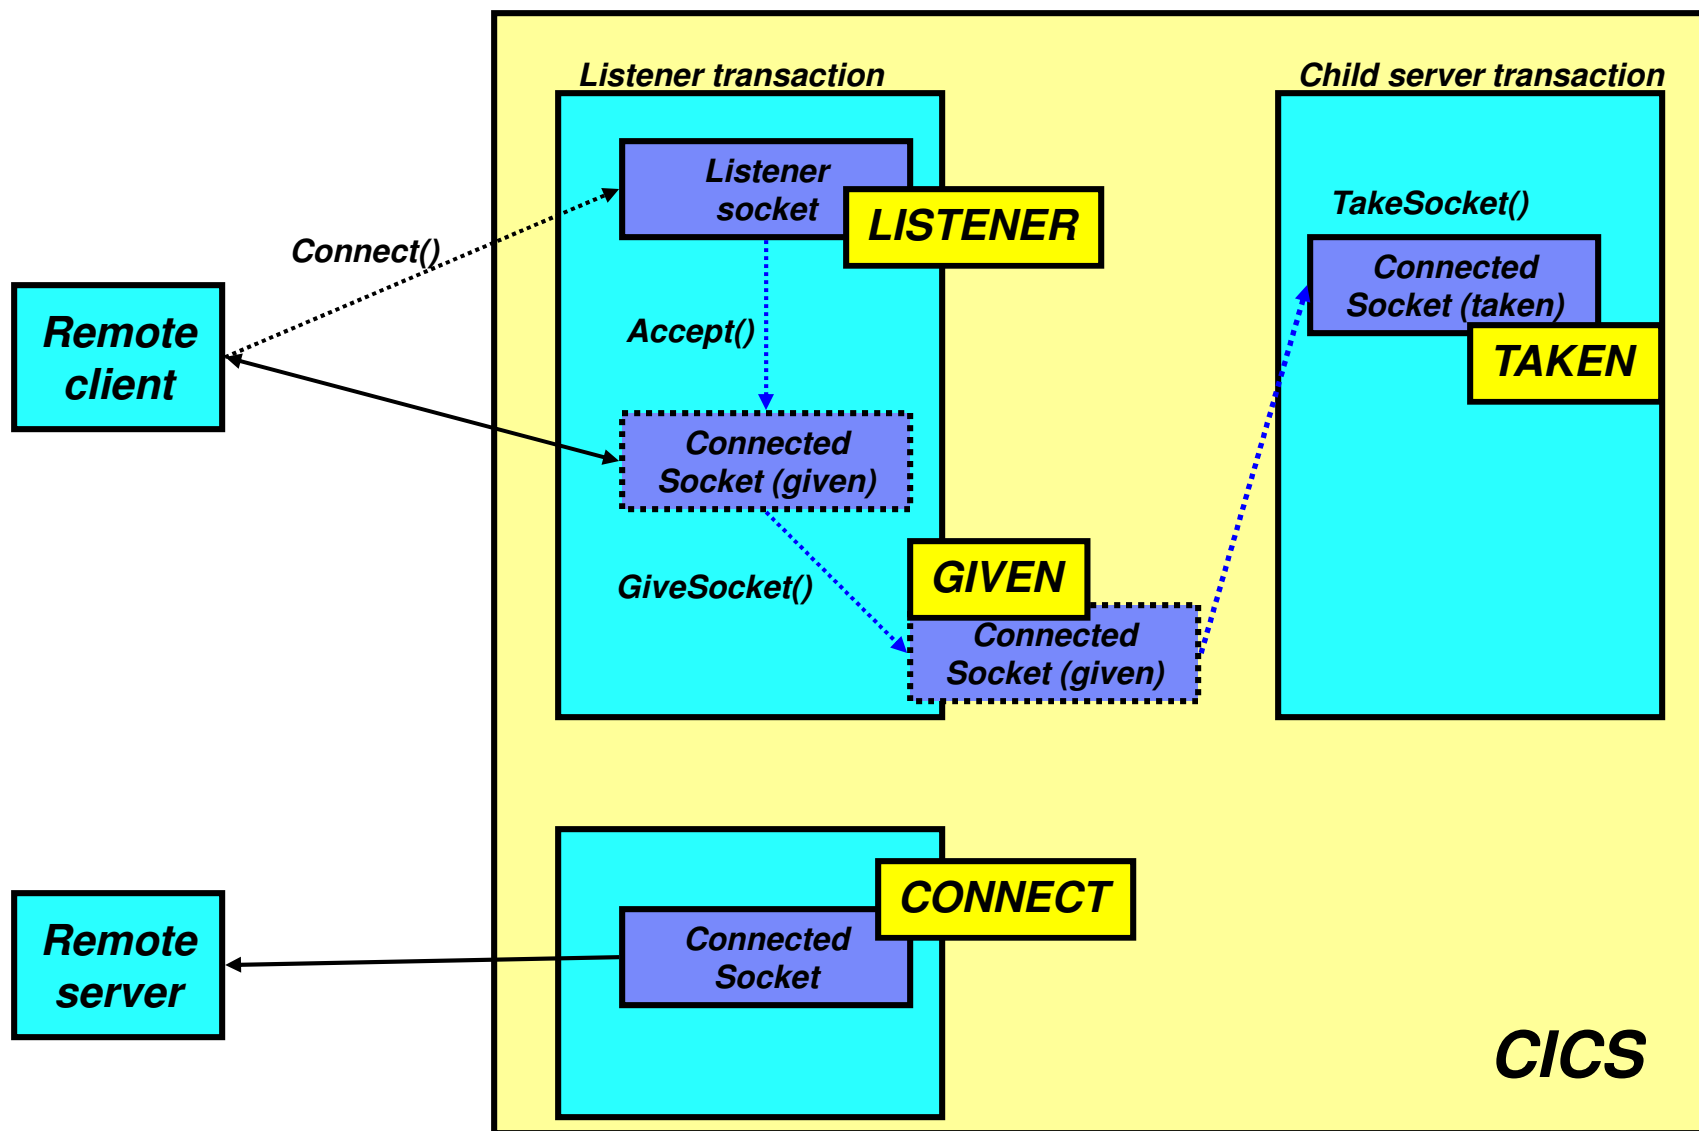 Listener transaction
Child server transaction
Listener
socket
LISTENER
TakeSocket()
Connect()
Connected
Socket (taken)
TAKEN
Remote
client
Accept()
Connected
Socket (given)
GiveSocket()
GIVEN
Connected
Socket (given)
CONNECT
Remote
server
Connected
Socket
CICS